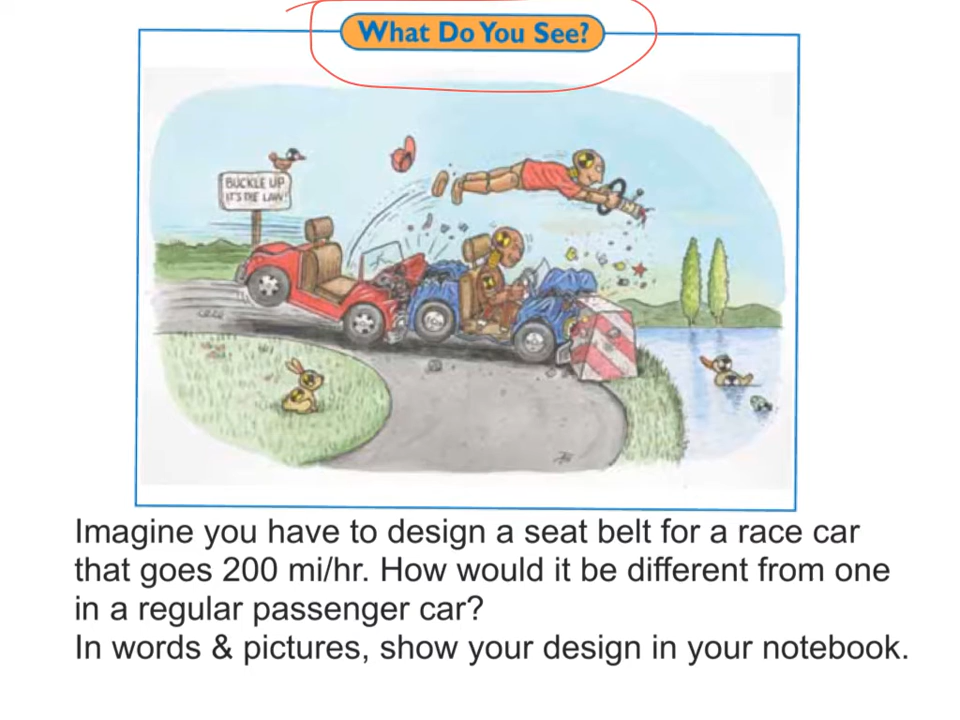 What Do You See?
BUCKLE UP
IT'S THE LAW!
Imagine you have to design a seat belt for a race car
that goes 200 mi/hr. How would it be different from one
in a regular passenger car?
In words & pictures, show your design in your notebook.